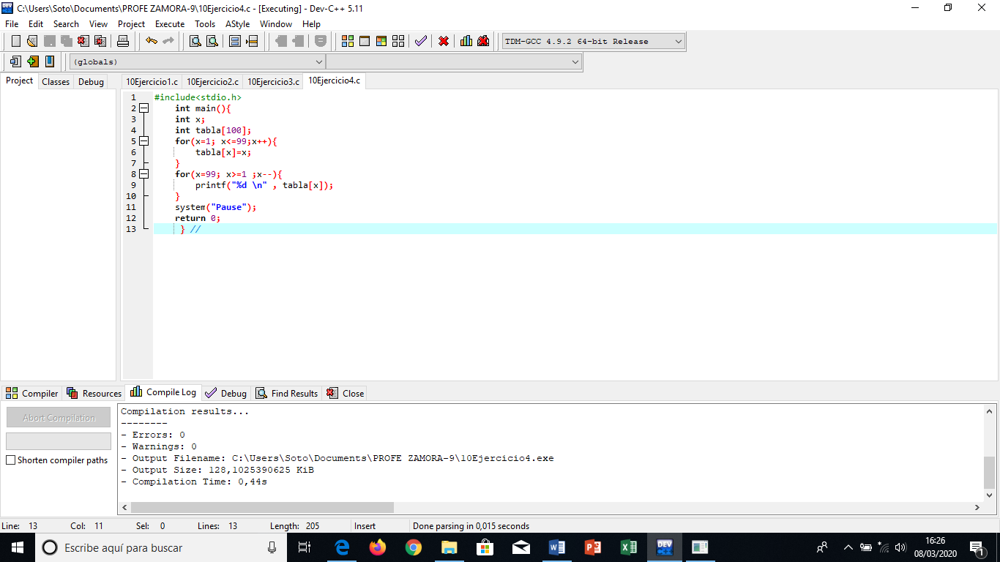 C:\Users\Soto\Documents\PROFE ZAMORA-9\10Ejercicio4.c - [Executing] - Dev-C++ 5.11
File Edit Search View Project Execute Tools AStyle Window Help
TDM-GCC 4.9.2 64-bit Release
(globals)
Project Classes Debug 10Ejercicio1.c 10Ejercicio2.c 10Ejercicio3.c 10Ejercicio4.c
1 #include<stdio.h>
2 int main(){
3 int x;
4 int tabla[100];
5 for(x=1; x<=99;x++){
6 tabla[x]=x;
7 }
8 for(x=99; x>=1 ;x--){
9 printf("%d \n" , tabla[x]);
10 }
11 system("Pause");
12 return 0;
13 } //
Compiler Resources Compile Log Debug Find Results Close
Abort Compilation
Shorten compiler paths
Compilation results...
--------
- Errors: 0
- Warnings: 0
- Output Filename: C:\Users\Soto\Documents\PROFE ZAMORA-9\10Ejercicio4.exe
- Output Size: 128,1025390625 KiB
- Compilation Time: 0,44s
Line: 13 Col: 11 Sel: 0 Lines: 13 Length: 205 Insert Done parsing in 0,015 seconds
Escribe aquí para buscar
DEV
16:26
08/03/2020
1